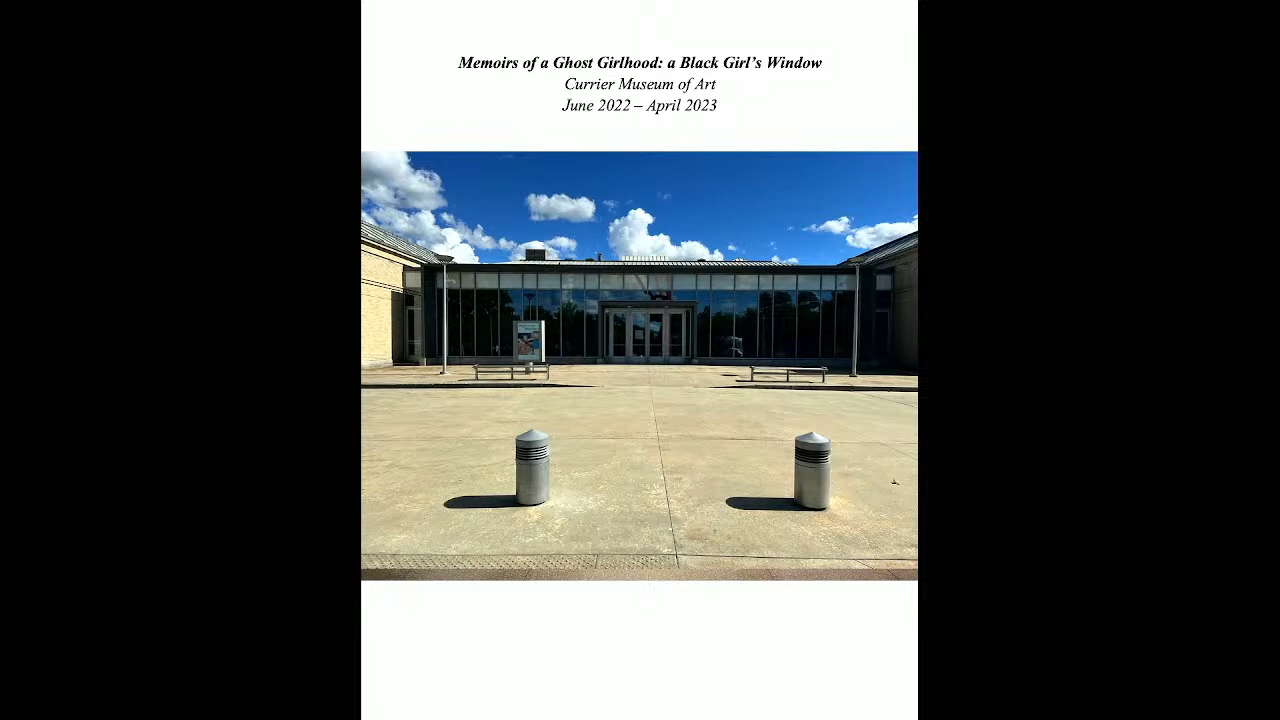 Memoirs of a Ghost Girlhood: a Black Girl’s Window
Currier Museum of Art
June 2022 – April 2023